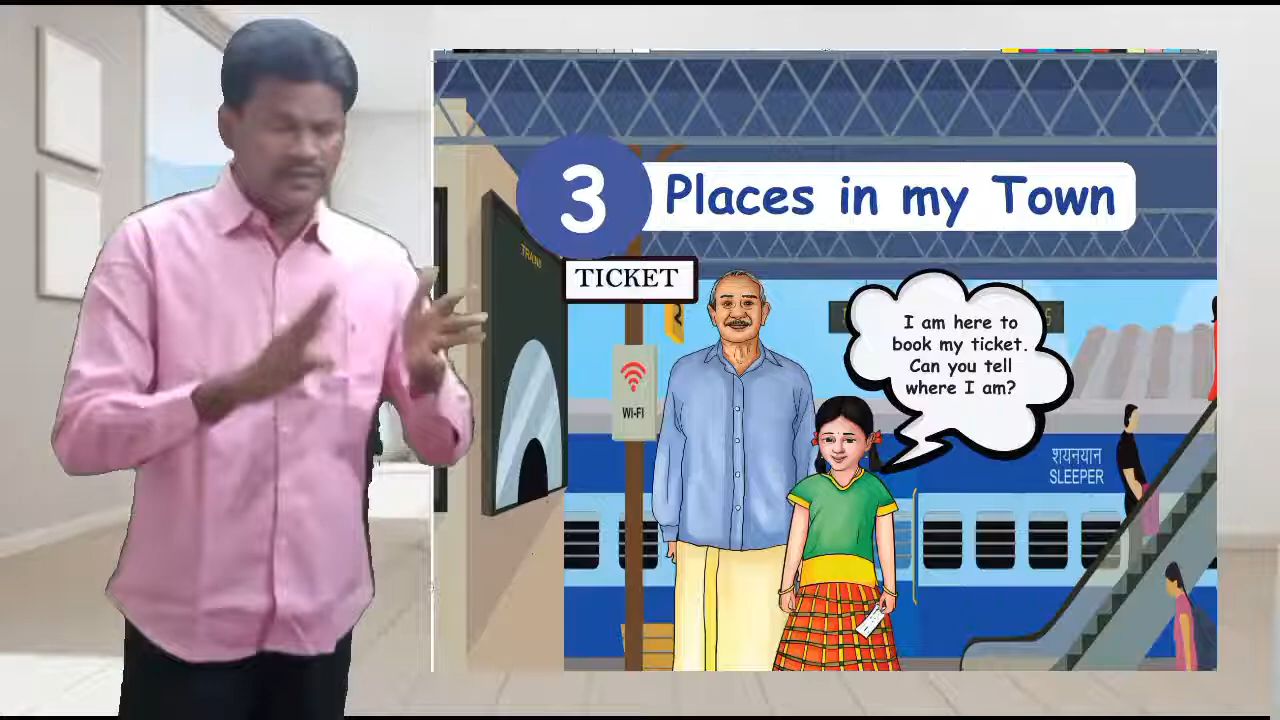 3 Places in my Town
TRAINS
TICKET
I am here to
book my ticket.
Can you tell
where I am?
WI-FI
शयनयान
SLEEPER